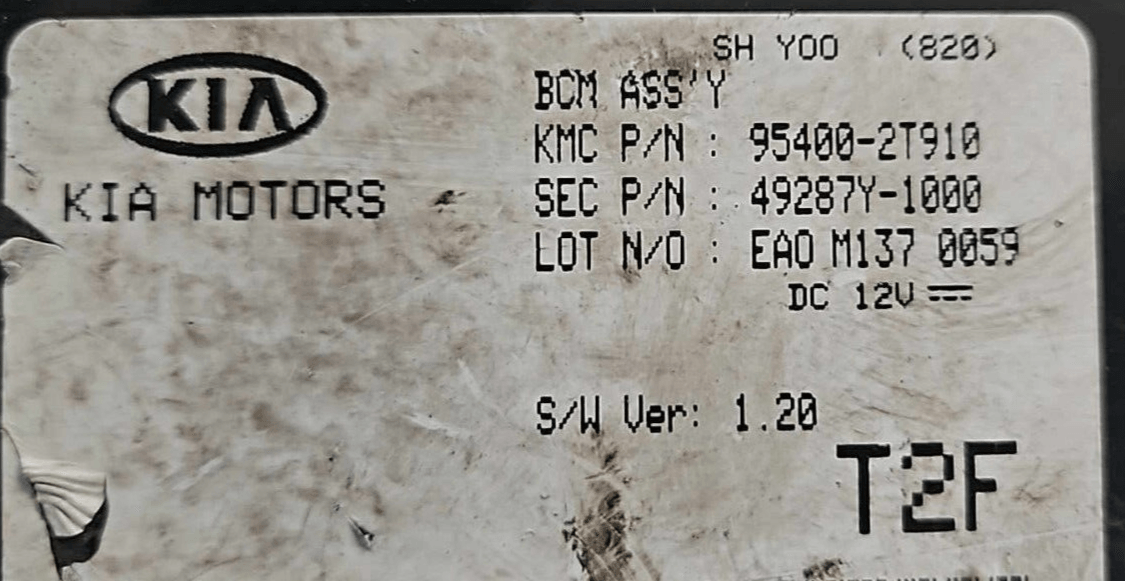 SH YOO (820)
KIA
BCM ASS'Y
KMC P/N : 95400-2T910
KIA MOTORS
SEC P/N : 49287Y-1000
LOT N/O : EAO M137 0059
DC 12V
S/W Ver: 1.20
T2F